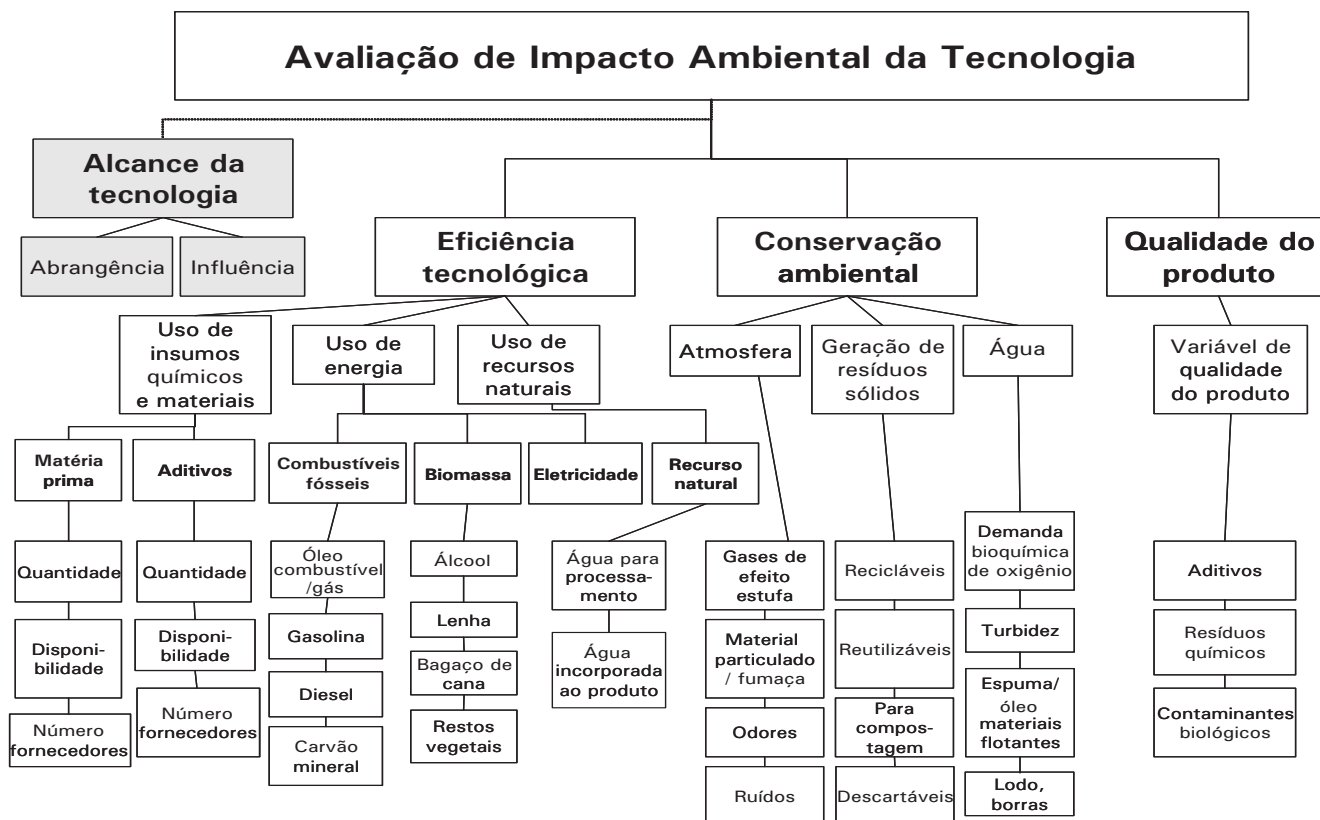 Avaliação de Impacto Ambiental da Tecnologia
Alcance da
tecnologia
Abrangência
Influência
Eficiência
tecnológica
Conservação
ambiental
Qualidade do
produto
Uso de
insumos
químicos
e materiais
Uso de
energia
Uso de
recursos
naturais
Atmosfera
Geração de
resíduos
sólidos
Água
Variável de
qualidade
do produto
Matéria
prima
Aditivos
Combustíveis
fósseis
Biomassa
Eletricidade
Recurso
natural
Quantidade
Disponi-
bilidade
Número
fornecedores
Quantidade
Disponi-
bilidade
Número
fornecedores
Óleo
combustível
/gás
Gasolina
Diesel
Carvão
mineral
Álcool
Lenha
Bagaço de
cana
Restos
vegetais
Água para
processa-
mento
Água
incorporada
ao produto
Gases de
efeito
estufa
Material
particulado
/ fumaça
Odores
Ruídos
Recicláveis
Reutilizáveis
Para
compos-
tagem
Descartáveis
Demanda
bioquímica
de oxigênio
Turbidez
Espuma/
óleo
materiais
flotantes
Lodo,
borras
Aditivos
Resíduos
químicos
Contaminantes
biológicos